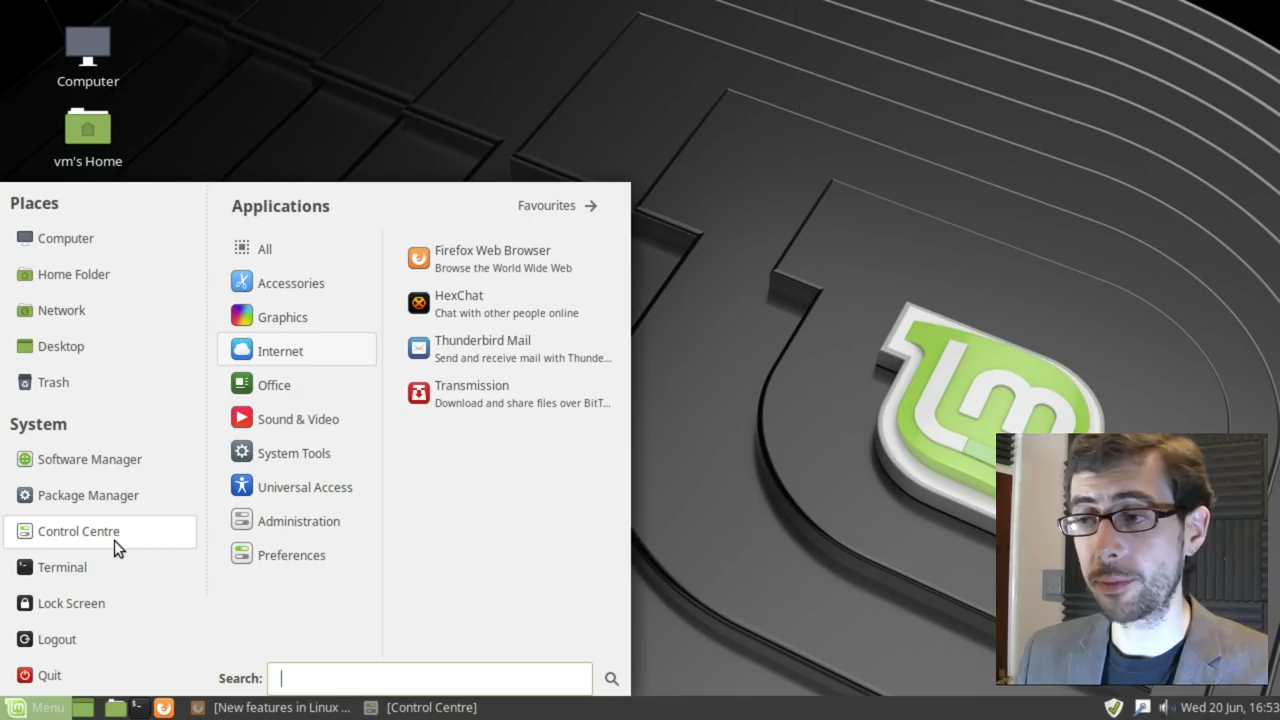 Computer
vm's Home
Places
Computer
Home Folder
Network
Desktop
Trash
System
Software Manager
Package Manager
Control Centre
Terminal
Lock Screen
Logout
Quit
Applications
Favourites
All
Accessories
Graphics
Internet
Office
Sound & Video
System Tools
Universal Access
Administration
Preferences
Firefox Web Browser
Browse the World Wide Web
HexChat
Chat with other people online
Thunderbird Mail
Send and receive mail with Thunde...
Transmission
Download and share files over BitT...
Search:
Menu
[New features in Linux ...
[Control Centre]
Wed 20 Jun, 16:53